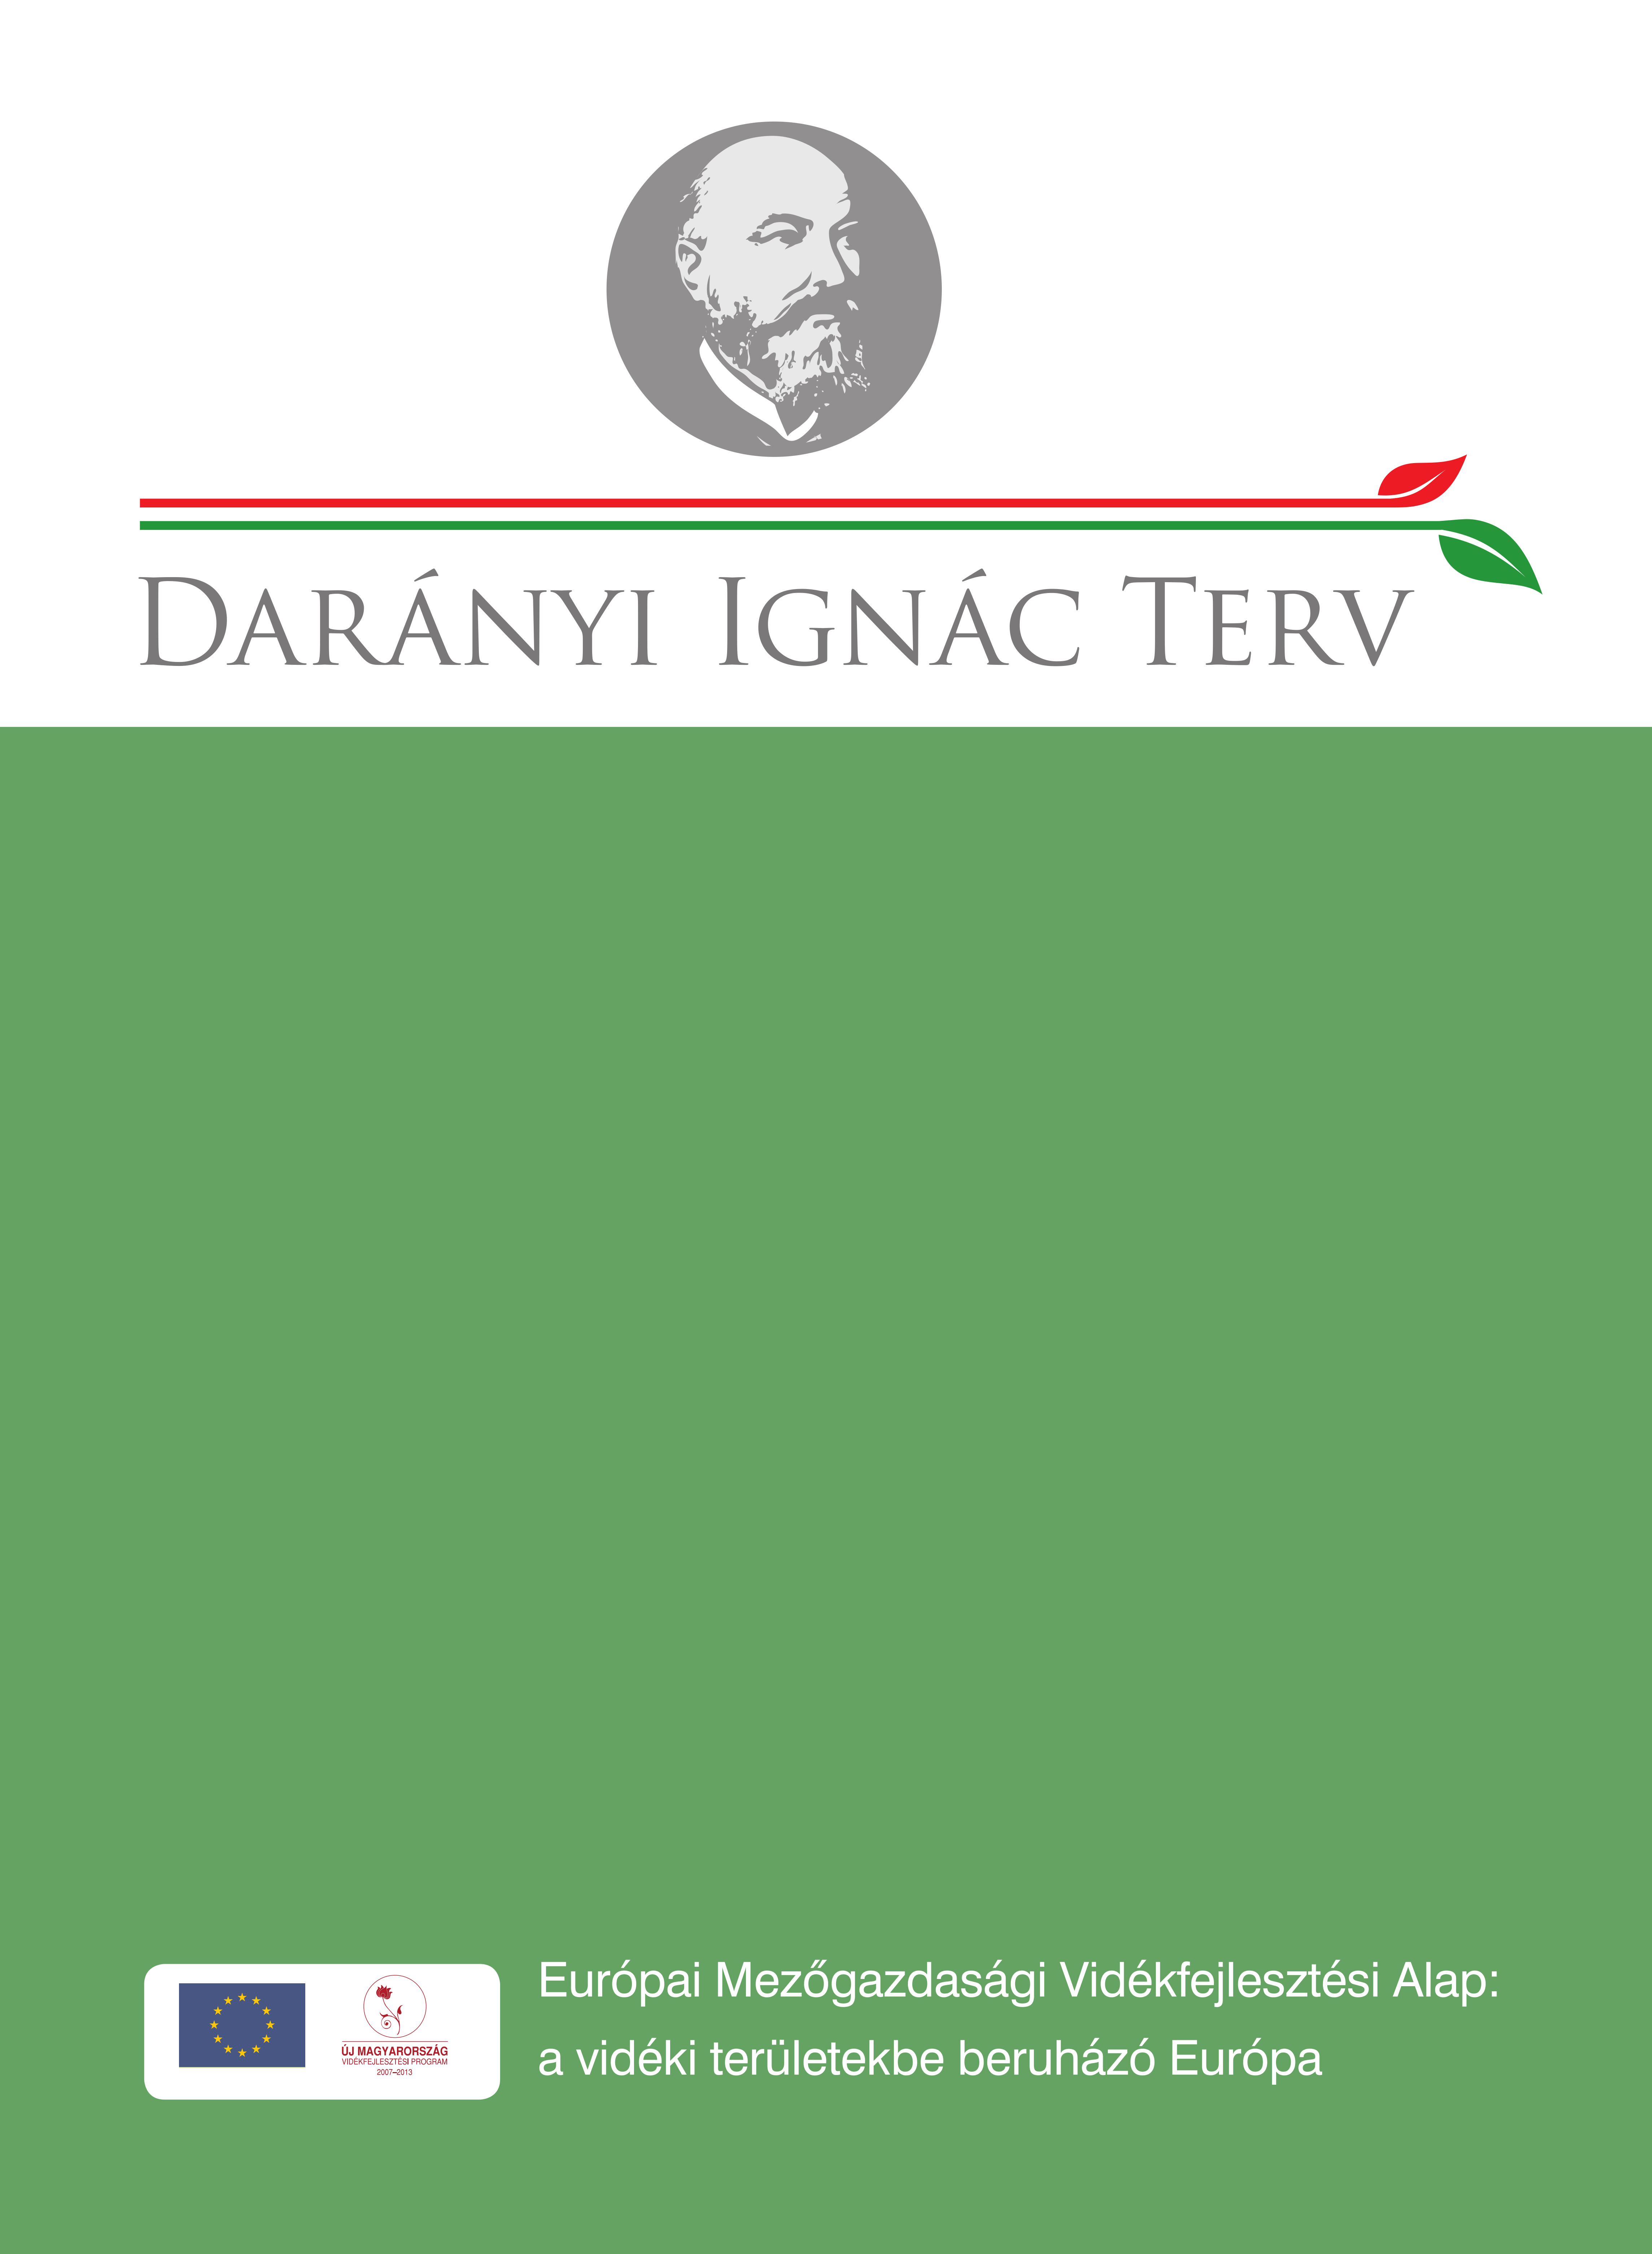 DARÁNYI IGNÁC TERV
Európai Mezőgazdasági Vidékfejlesztési Alap:
a vidéki területekbe beruházó Európa
ÚJ MAGYARORSZÁG
VIDÉKFEJLESZTÉSI PROGRAM
2007–2013